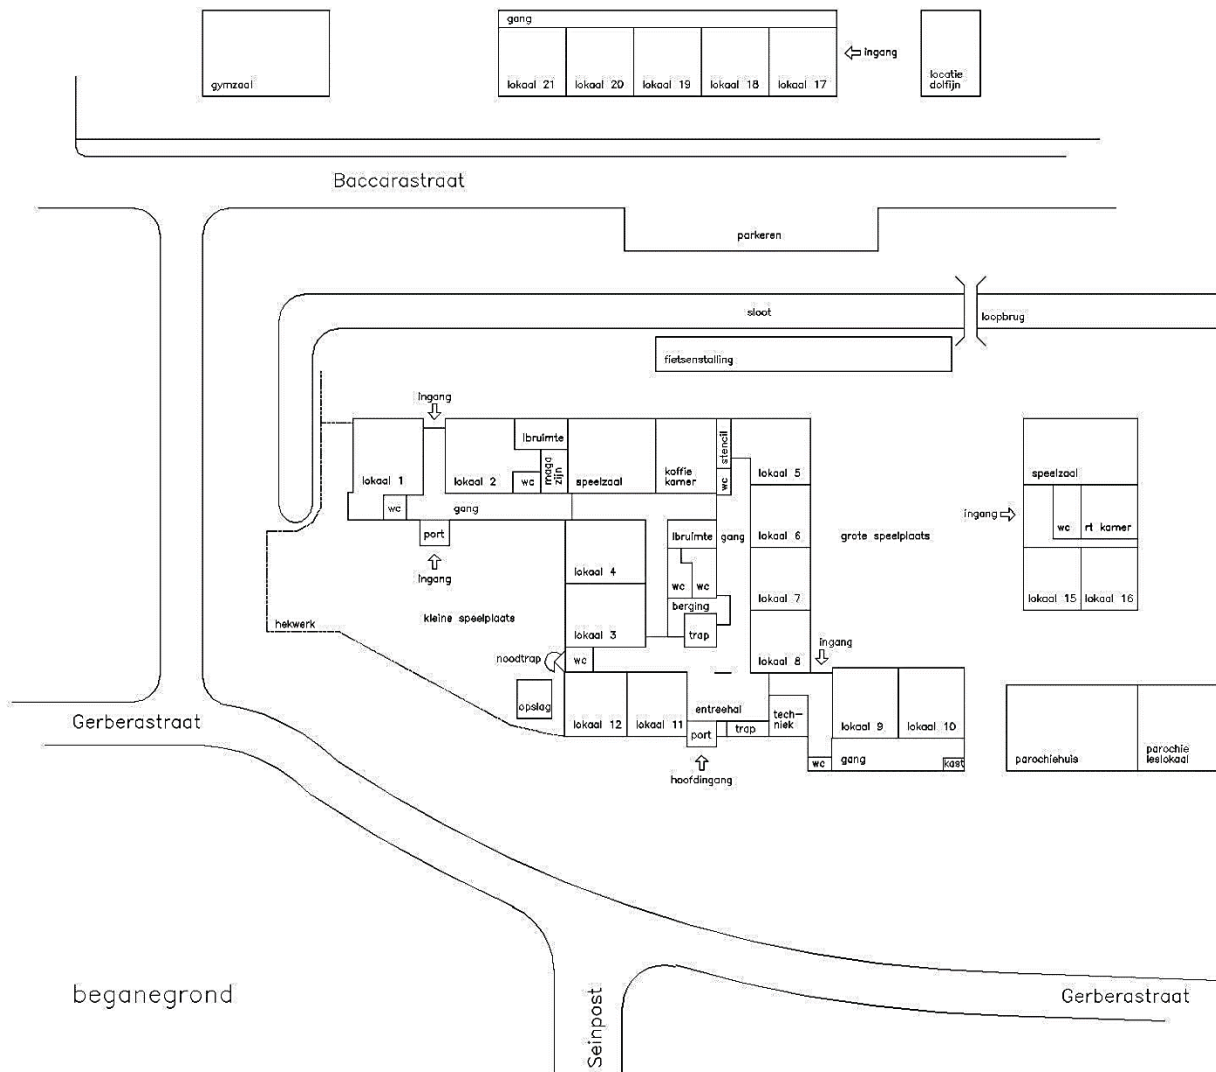 gang
ingang
gymzaal
lokaal 21
lokaal 20
lokaal 19
lokaal 18
lokaal 17
locatie
dolfijn
Baccarastraat
parkeren
sloot
loopbrug
fietsenstalling
ingang
lbruimte
stencil
speelzaal
lokaal 1
lokaal 2
wc
maga
zijn
speelzaal
koffie
kamer
wc
lokaal 5
wc
gang
port
ingang
lbruimte
gang
lokaal 6
grote speelplaats
ingang
wc
rt kamer
lokaal 4
wc
wc
lokaal 7
lokaal 15
lokaal 16
berging
kleine speelplaats
hekwerk
lokaal 3
trap
ingang
noodtrap
wc
lokaal 8
opslag
lokaal 12
lokaal 11
entreehal
tech-
niek
lokaal 9
lokaal 10
port
trap
Gerberastraat
wc
gang
kast
parochiehuis
parochie
leslokaal
hoofdingang
beganegrond
Seinpost
Gerberastraat